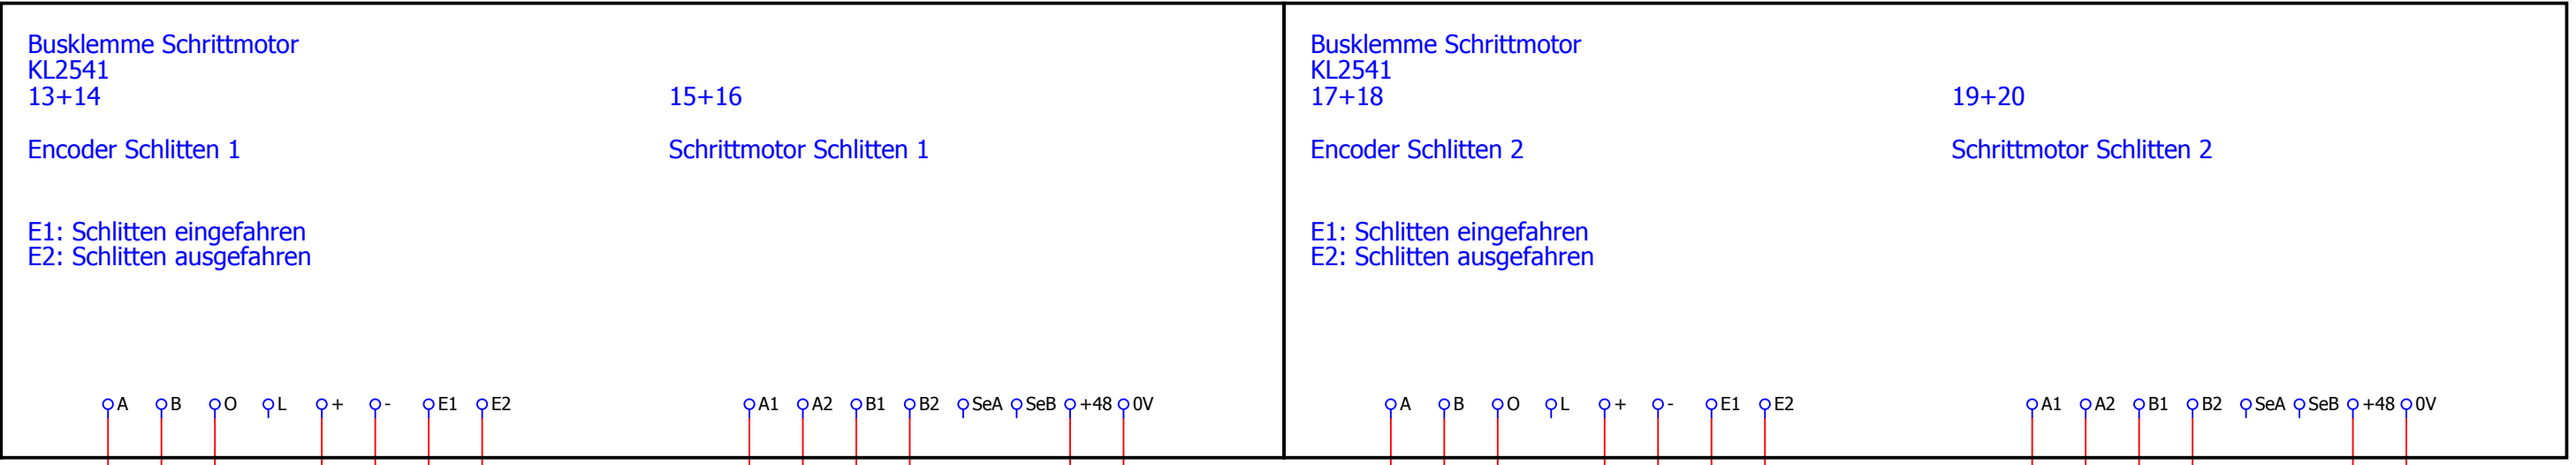 Busklemme Schrittmotor
KL2541
13+14
15+16
Encoder Schlitten 1
Schrittmotor Schlitten 1
E1: Schlitten eingefahren
E2: Schlitten ausgefahren
A B O L + - E1 E2
A1 A2 B1 B2 SeA SeB +48 0V
Busklemme Schrittmotor
KL2541
17+18
19+20
Encoder Schlitten 2
Schrittmotor Schlitten 2
E1: Schlitten eingefahren
E2: Schlitten ausgefahren
A B O L + - E1 E2
A1 A2 B1 B2 SeA SeB +48 0V